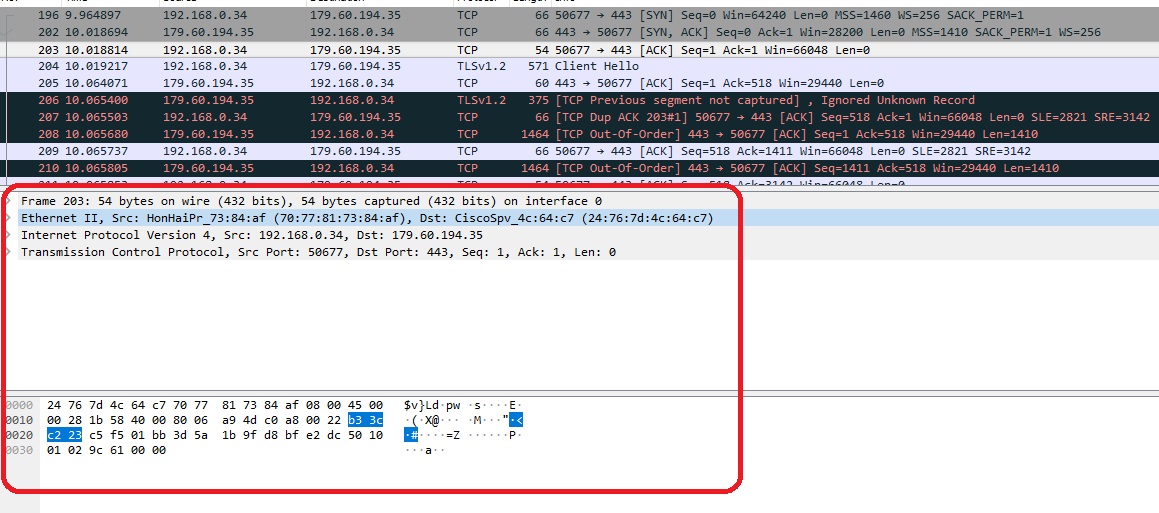 196 9.964897 192.168.0.34 179.60.194.35 TCP 66 50677 → 443 [SYN] Seq=0 Win=64240 Len=0 MSS=1460 WS=256 SACK_PERM=1
202 10.018694 179.60.194.35 192.168.0.34 TCP 66 443 → 50677 [SYN, ACK] Seq=0 Ack=1 Win=28200 Len=0 MSS=1410 SACK_PERM=1 WS=256
203 10.018814 192.168.0.34 179.60.194.35 TCP 54 50677 → 443 [ACK] Seq=1 Ack=1 Win=66048 Len=0
204 10.019217 192.168.0.34 179.60.194.35 TLSv1.2 571 Client Hello
205 10.064071 179.60.194.35 192.168.0.34 TCP 60 443 → 50677 [ACK] Seq=1 Ack=518 Win=29440 Len=0
206 10.065400 179.60.194.35 192.168.0.34 TLSv1.2 375 [TCP Previous segment not captured] , Ignored Unknown Record
207 10.065503 192.168.0.34 179.60.194.35 TCP 66 [TCP Dup ACK 203#1] 50677 → 443 [ACK] Seq=518 Ack=1 Win=66048 Len=0 SLE=2821 SRE=3142
208 10.065680 179.60.194.35 192.168.0.34 TCP 1464 [TCP Out-Of-Order] 443 → 50677 [ACK] Seq=1 Ack=518 Win=29440 Len=1410
209 10.065737 192.168.0.34 179.60.194.35 TCP 66 50677 → 443 [ACK] Seq=518 Ack=1411 Win=66048 Len=0 SLE=2821 SRE=3142
210 10.065805 179.60.194.35 192.168.0.34 TCP 1464 [TCP Out-Of-Order] 443 → 50677 [ACK] Seq=1411 Ack=518 Win=29440 Len=1410
Frame 203: 54 bytes on wire (432 bits), 54 bytes captured (432 bits) on interface 0
Ethernet II, Src: HonHaiPr_73:84:af (70:77:81:73:84:af), Dst: CiscoSpv_4c:64:c7 (24:76:7d:4c:64:c7)
Internet Protocol Version 4, Src: 192.168.0.34, Dst: 179.60.194.35
Transmission Control Protocol, Src Port: 50677, Dst Port: 443, Seq: 1, Ack: 1, Len: 0
0000 24 76 7d 4c 64 c7 70 77 81 73 84 af 08 00 45 00 $v}Ld·pw ·s····E·
0010 00 28 1b 58 40 00 80 06 a9 4d c0 a8 00 22 b3 3c ·(·X@··· ·M···"·<
0020 c2 23 c5 f5 01 bb 3d 5a 1b 9f d8 bf e2 dc 50 10 ·#····=Z ······P·
0030 01 02 9c 61 00 00 ···a··